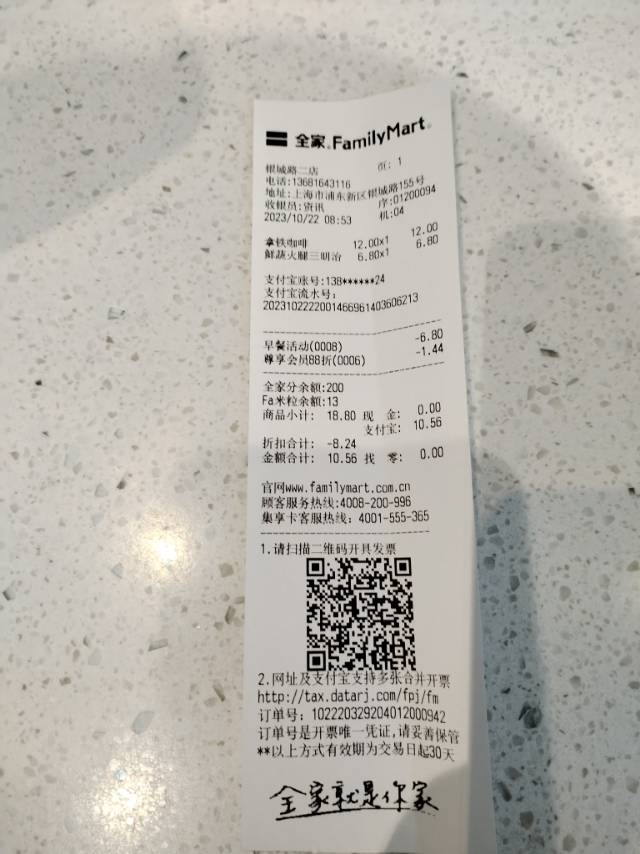 全家®FamilyMart®
银城路二店 页: 1
电话:13681643116
地址:上海市浦东新区银城路155号
收银员:资讯 序:01200094
2023/10/22 08:53 机:04
拿铁咖啡 12.00x1 12.00
鲜蔬火腿三明治 6.80x1 6.80
支付宝账号:138******24
支付宝流水号:
2023102222001466961403606213
早餐活动(0008) -6.80
尊享会员88折(0006) -1.44
全家分余额:200
Fa米粒余额:13
商品小计: 18.80 现 金: 0.00
支付宝: 10.56
折扣合计: -8.24
金额合计: 10.56 找 零: 0.00
官网www.familymart.com.cn
顾客服务热线:4008-200-996
集享卡客服热线: 4001-555-365
1.请扫描二维码开具发票
2.网址及支付宝支持多张合并开票
http://tax.datarj.com/fpj/fm
订单号: 102220329204012000942
订单号是开票唯一凭证,请妥善保管
**以上方式有效期为交易日起30天
全家就是你家